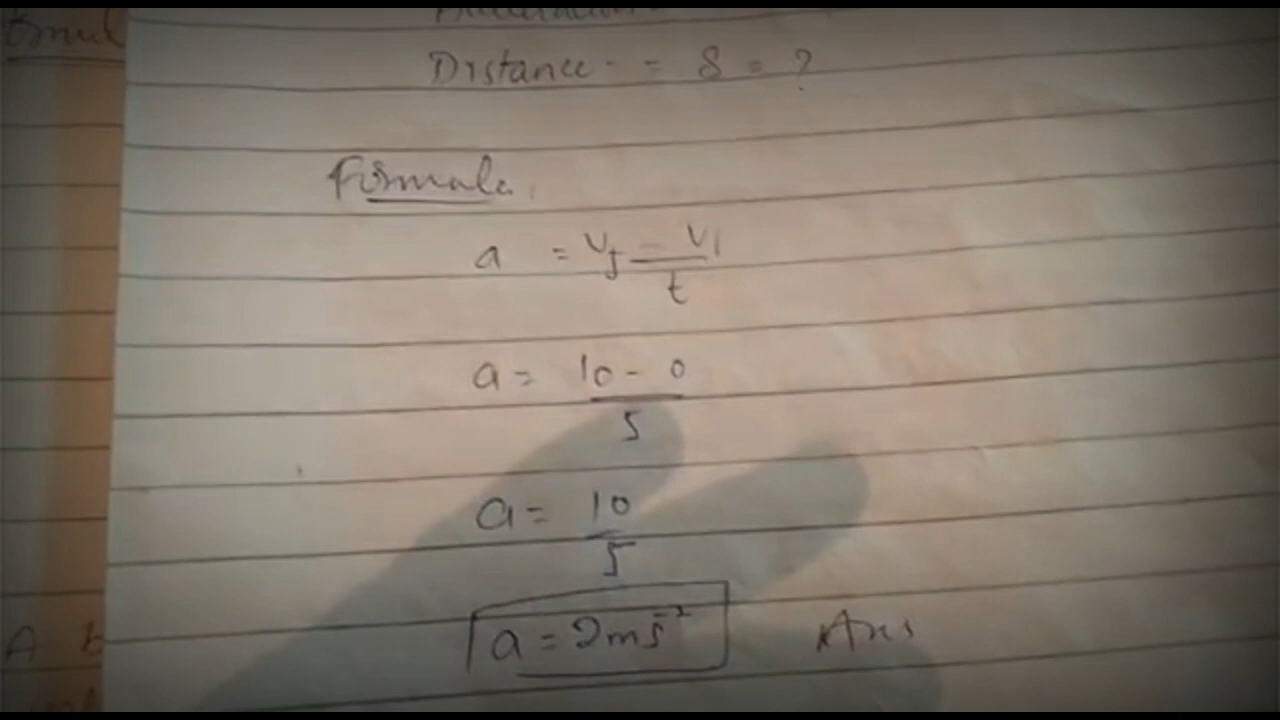 Distance - = S = ?
Formula.
a = Vf - Vi / t
a = 10 - 0 / 5
a = 10 / 5
a = 2ms⁻² Ans